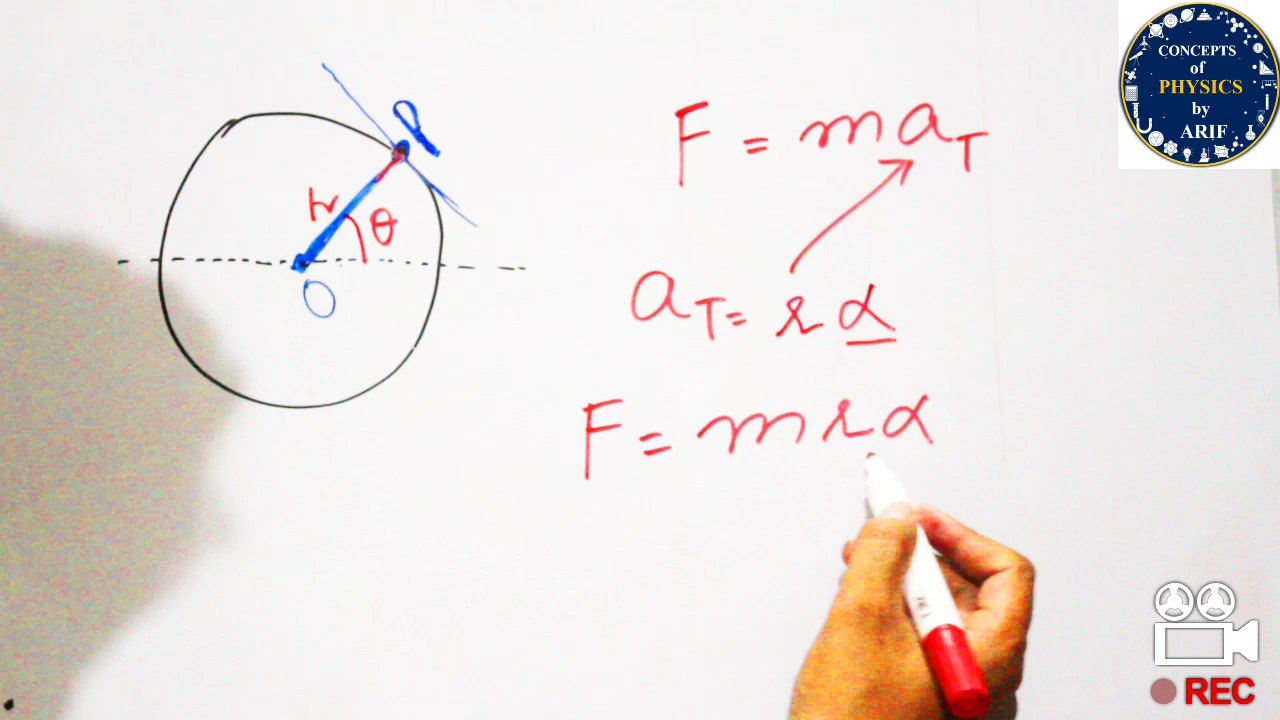 CONCEPTS
of
PHYSICS
by
ARIF
P
r
θ
O
F = maT
aT = rα
F = mrα
REC